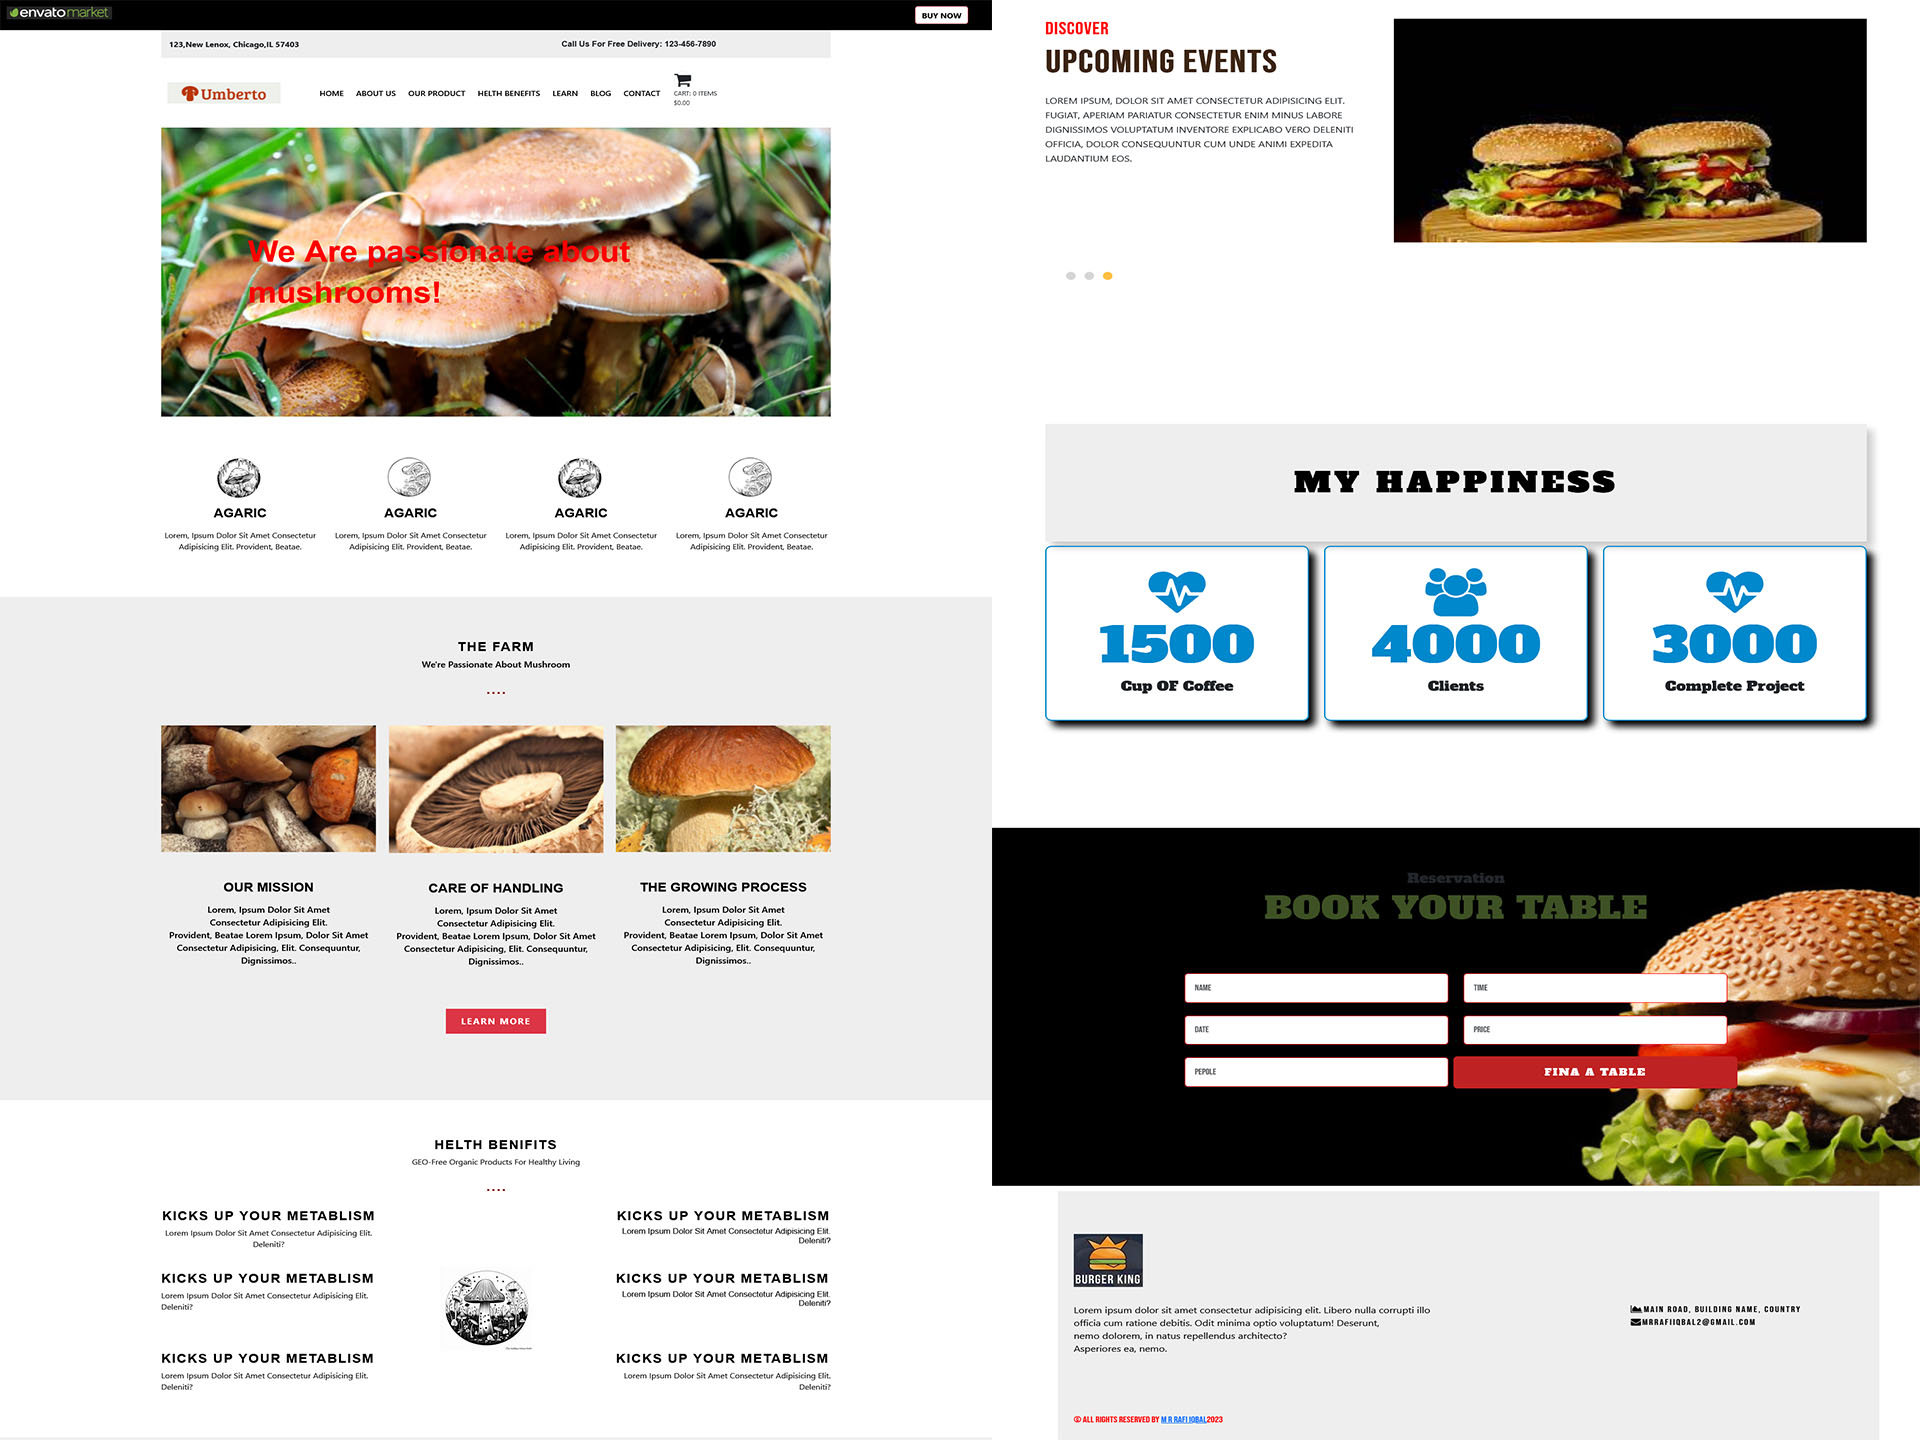 envatomarket
BUY NOW
123,New Lenox, Chicago,IL 57403
Call Us For Free Delivery: 123-456-7890
Umberto
HOME ABOUT US OUR PRODUCT HELTH BENEFITS LEARN BLOG CONTACT
CART: 0 ITEMS
$0.00
We Are passionate about
mushrooms!
AGARIC
Lorem, Ipsum Dolor Sit Amet Consectetur
Adipisicing Elit. Provident, Beatae.
AGARIC
Lorem, Ipsum Dolor Sit Amet Consectetur
Adipisicing Elit. Provident, Beatae.
AGARIC
Lorem, Ipsum Dolor Sit Amet Consectetur
Adipisicing Elit. Provident, Beatae.
AGARIC
Lorem, Ipsum Dolor Sit Amet Consectetur
Adipisicing Elit. Provident, Beatae.
THE FARM
We're Passionate About Mushroom
....
OUR MISSION
Lorem, Ipsum Dolor Sit Amet
Consectetur Adipisicing Elit.
Provident, Beatae Lorem Ipsum, Dolor Sit Amet
Consectetur Adipisicing, Elit. Consequuntur,
Dignissimos..
CARE OF HANDLING
Lorem, Ipsum Dolor Sit Amet
Consectetur Adipisicing Elit.
Provident, Beatae Lorem Ipsum, Dolor Sit Amet
Consectetur Adipisicing, Elit. Consequuntur,
Dignissimos..
THE GROWING PROCESS
Lorem, Ipsum Dolor Sit Amet
Consectetur Adipisicing Elit.
Provident, Beatae Lorem Ipsum, Dolor Sit Amet
Consectetur Adipisicing, Elit. Consequuntur,
Dignissimos..
LEARN MORE
HELTH BENIFITS
GEO-Free Organic Products For Healthy Living
....
KICKS UP YOUR METABLISM
Lorem Ipsum Dolor Sit Amet Consectetur Adipisicing Elit.
Deleniti?
KICKS UP YOUR METABLISM
Lorem Ipsum Dolor Sit Amet Consectetur Adipisicing Elit.
Deleniti?
KICKS UP YOUR METABLISM
Lorem Ipsum Dolor Sit Amet Consectetur Adipisicing Elit.
Deleniti?
KICKS UP YOUR METABLISM
Lorem Ipsum Dolor Sit Amet Consectetur Adipisicing Elit.
Deleniti?
KICKS UP YOUR METABLISM
Lorem Ipsum Dolor Sit Amet Consectetur Adipisicing Elit.
Deleniti?
KICKS UP YOUR METABLISM
Lorem Ipsum Dolor Sit Amet Consectetur Adipisicing Elit.
Deleniti?
DISCOVER
UPCOMING EVENTS
LOREM IPSUM, DOLOR SIT AMET CONSECTETUR ADIPISICING ELIT.
FUGIAT, APERIAM PARIATUR CONSECTETUR ENIM MINUS LABORE
DIGNISSIMOS VOLUPTATUM INVENTORE EXPLICABO VERO DELENITI
OFFICIA, DOLOR CONSEQUUNTUR CUM UNDE ANIMI EXPEDITA
LAUDANTIUM EOS.
MY HAPPINESS
1500
Cup OF Coffee
4000
Clients
3000
Complete Project
Reservation
BOOK YOUR TABLE
NAME
TIME
DATE
PRICE
PEPOLE
FINA A TABLE
BURGER KING
Lorem ipsum dolor sit amet consectetur adipisicing elit. Libero nulla corrupti illo
officia cum ratione debitis. Odit minima optio voluptatum! Deserunt,
nemo dolorem, in natus repellendus architecto?
Asperiores ea, nemo.
MAIN ROAD, BUILDING NAME, COUNTRY
MRRAFIIQBAL2@GMAIL.COM
© ALL RIGHTS RESERVED BY M R RAFI IQBAL2023